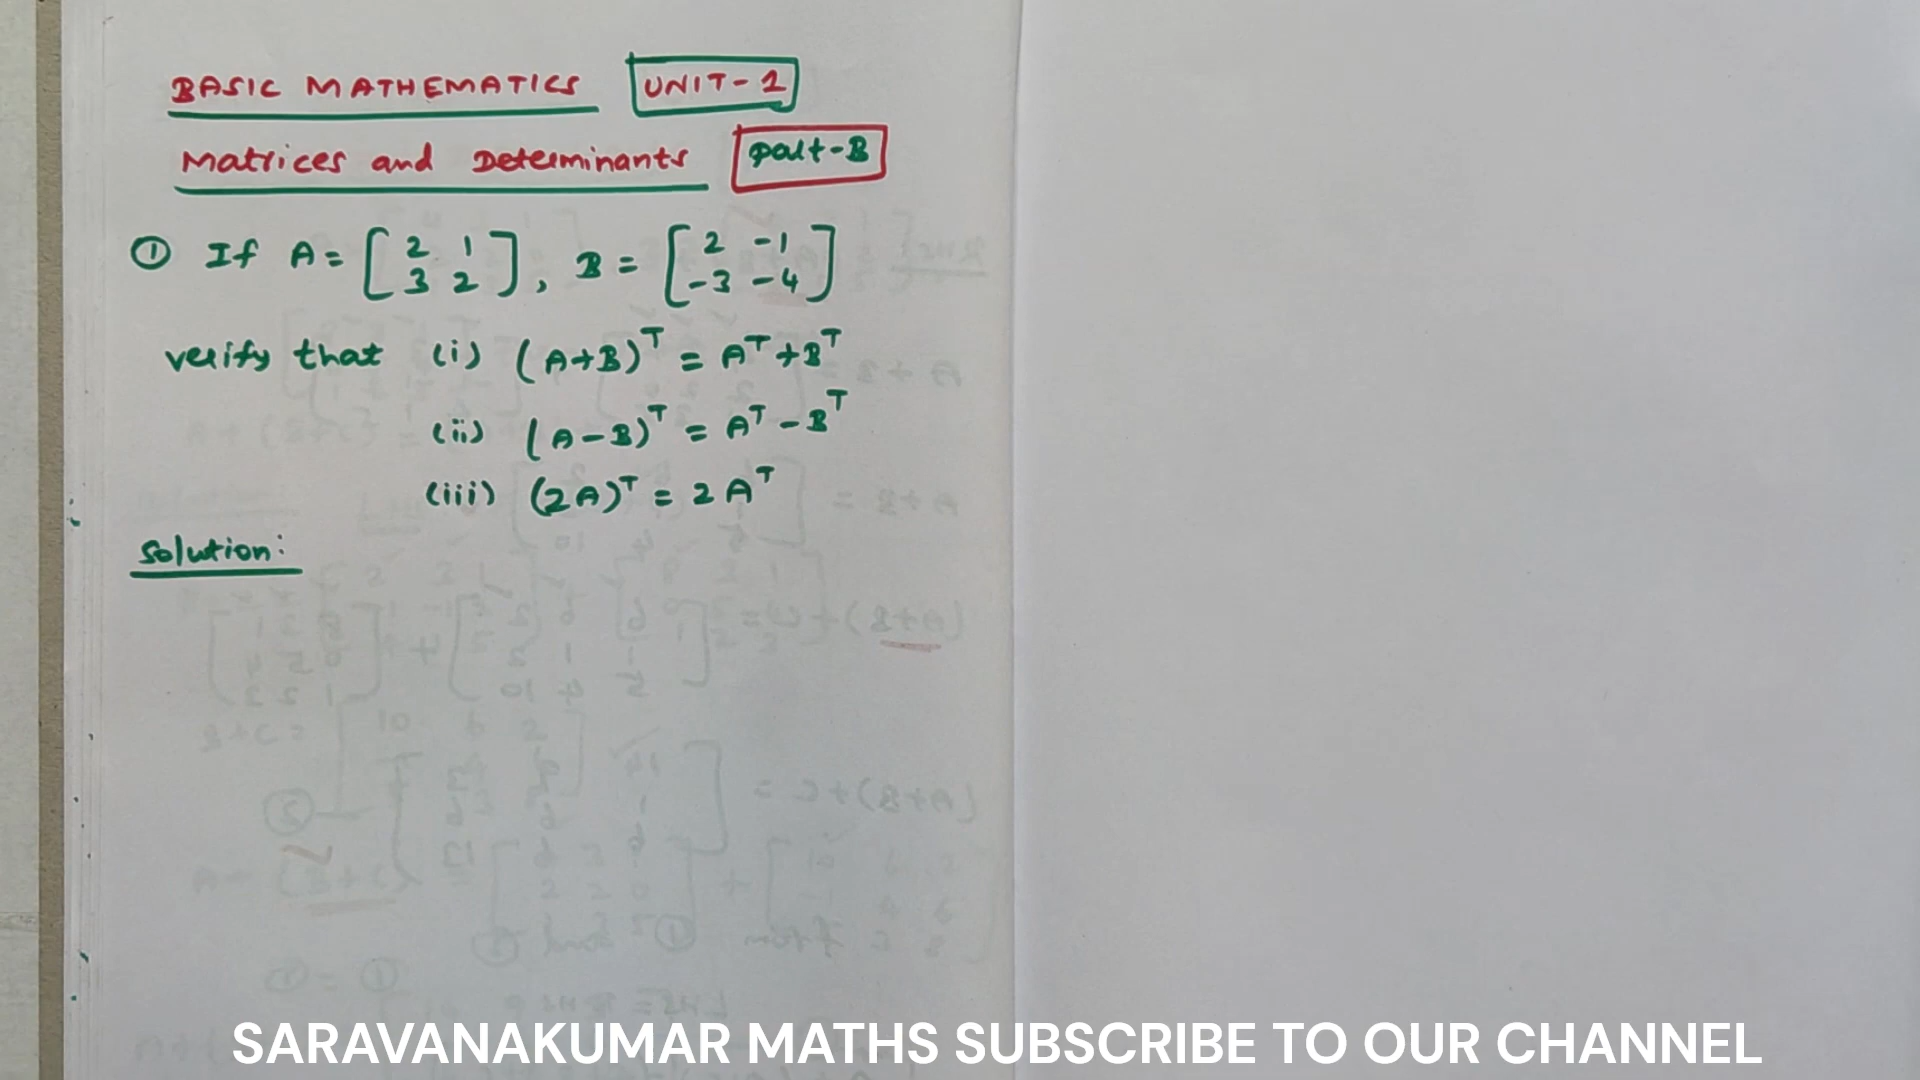 BASIC MATHEMATICS UNIT-1
Matrices and Determinants Part-B
① If A = [ 2 1 ], B = [ 2 -1 ]
[ 3 2 ] [ -3 -4 ]
verify that (i) (A+B)ᵀ = Aᵀ+Bᵀ
(ii) (A-B)ᵀ = Aᵀ-Bᵀ
(iii) (2A)ᵀ = 2Aᵀ
Solution:
SARAVANAKUMAR MATHS SUBSCRIBE TO OUR CHANNEL